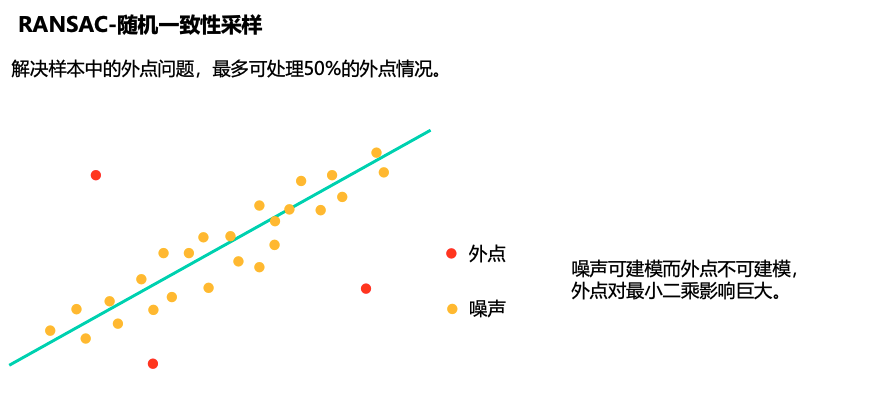 RANSAC-随机一致性采样
解决样本中的外点问题，最多可处理50%的外点情况。
外点
噪声
噪声可建模而外点不可建模，
外点对最小二乘影响巨大。